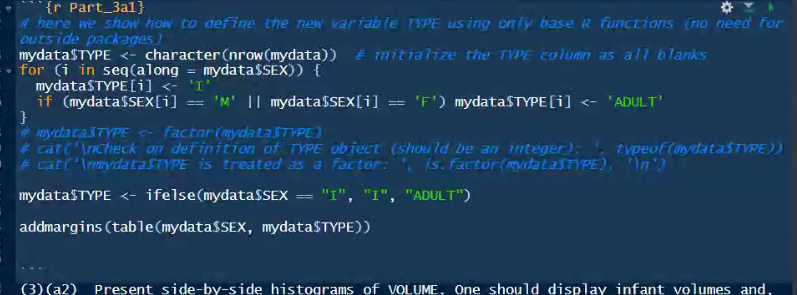 ```{r Part_3a1}
# here we show how to define the new variable TYPE using only base R functions (no need for
outside packages)
mydata$TYPE <- character(nrow(mydata))  # initialize the TYPE column as all blanks
for (i in seq(along = mydata$SEX)) {
  mydata$TYPE[i] <- 'I'
  if (mydata$SEX[i] == 'M' || mydata$SEX[i] == 'F') mydata$TYPE[i] <- 'ADULT'
}
# mydata$TYPE <- factor(mydata$TYPE)
# cat('\nCheck on definition of TYPE object (should be an integer): ', typeof(mydata$TYPE))
# cat('\nmydata$TYPE is treated as a factor: ', is.factor(mydata$TYPE), '\n')
mydata$TYPE <- ifelse(mydata$SEX == "I", "I", "ADULT")
addmargins(table(mydata$SEX, mydata$TYPE))
```
(3)(a2)  Present side-by-side histograms of VOLUME. One should display infant volumes and,